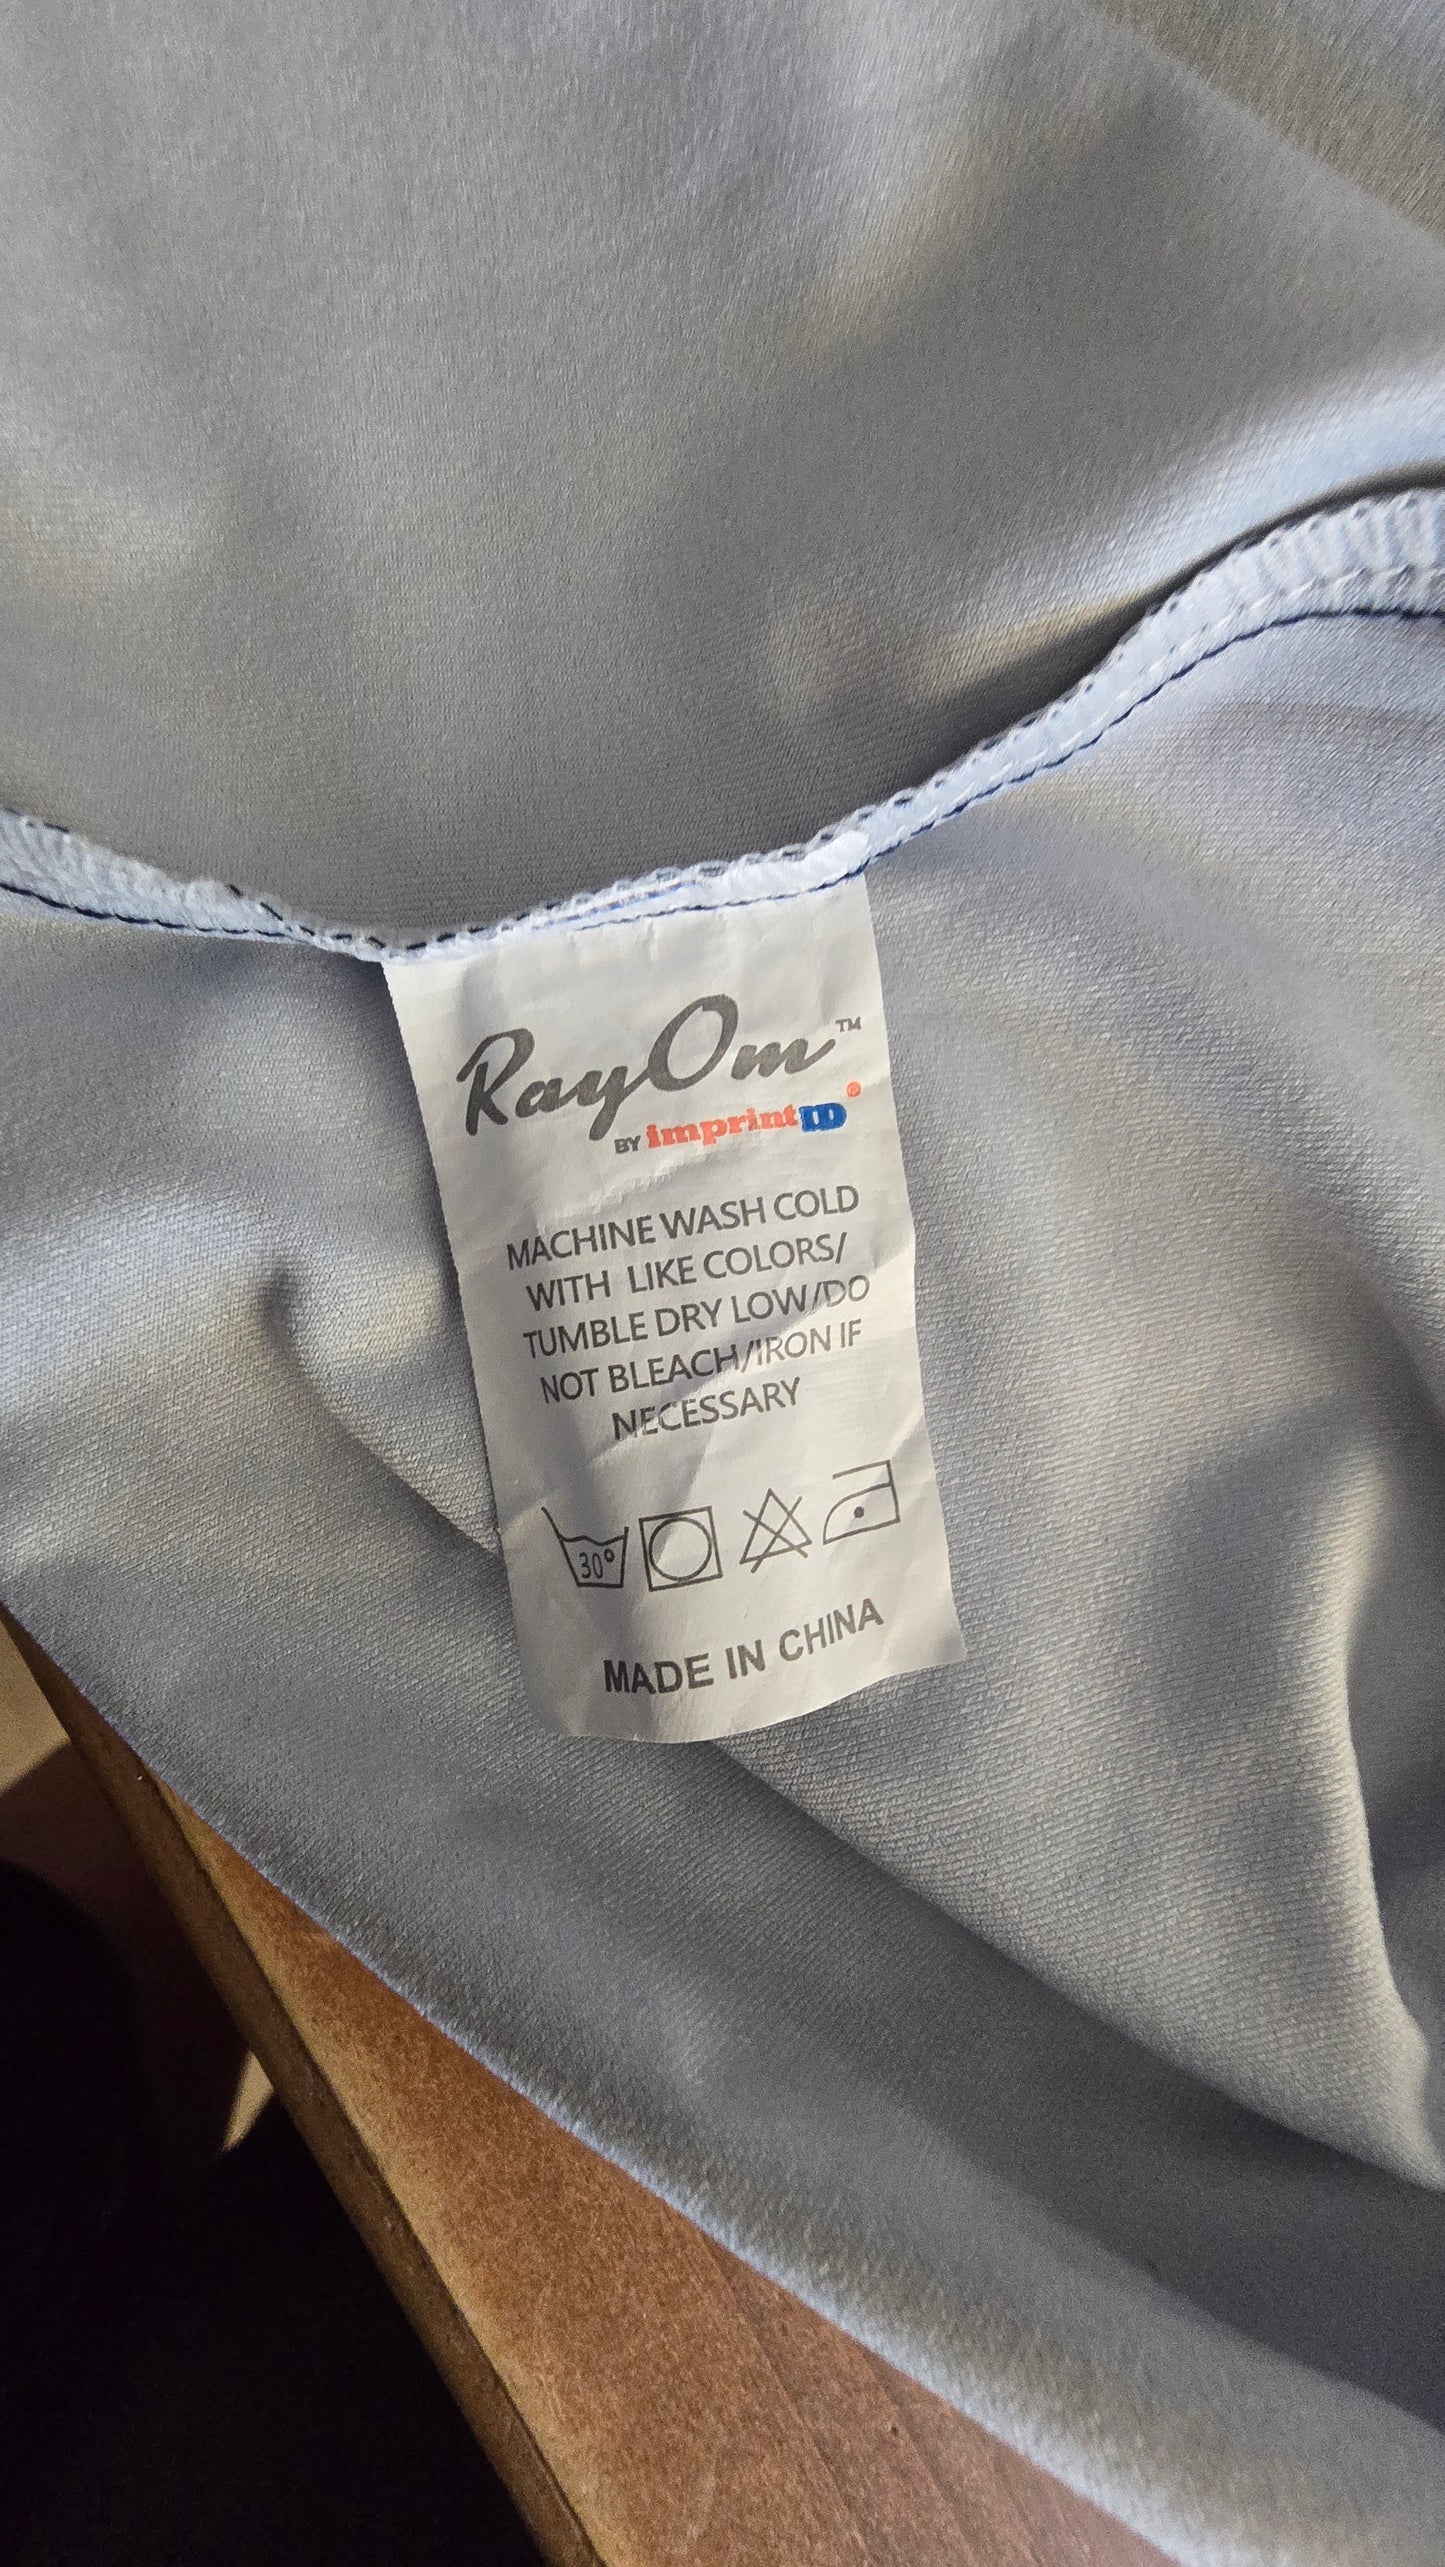 RayOm™
BY imprintID®
MACHINE WASH COLD
WITH LIKE COLORS/
TUMBLE DRY LOW/DO
NOT BLEACH/IRON IF
NECESSARY
30°
MADE IN CHINA